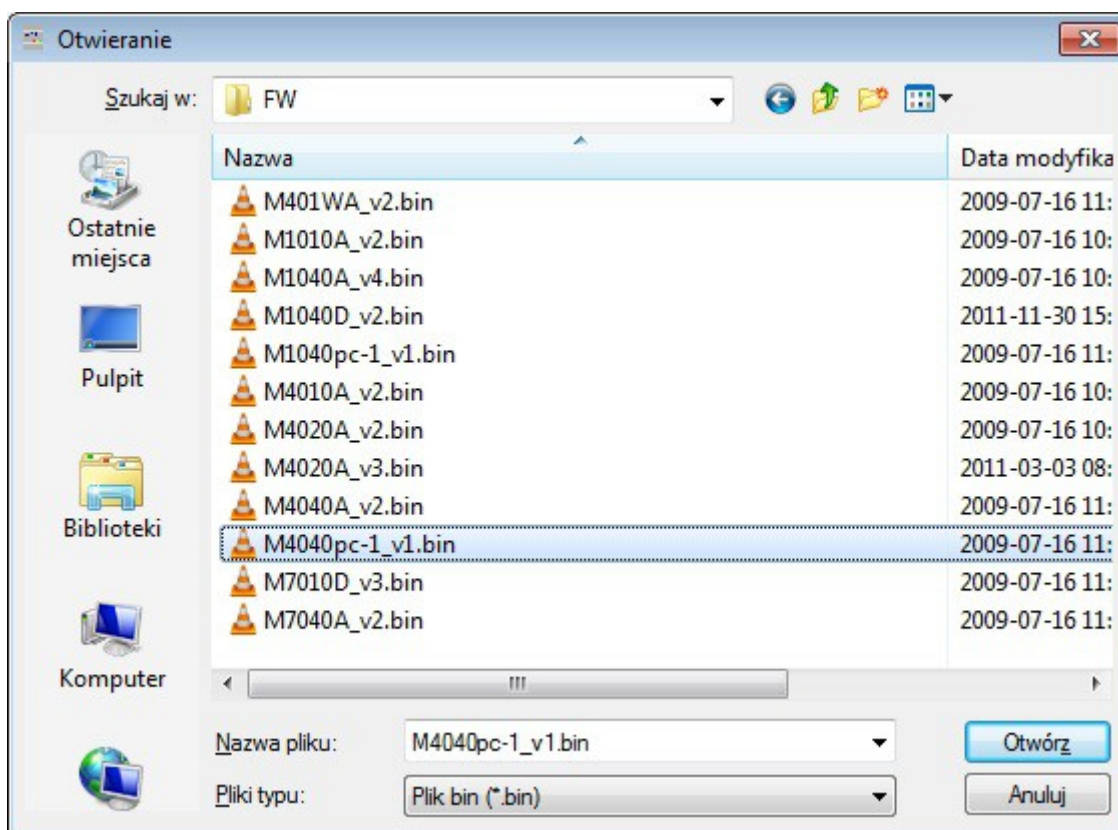 Otwieranie
Szukaj w: FW
Nazwa Data modyfika
M401WA_v2.bin 2009-07-16 11:
M1010A_v2.bin 2009-07-16 10:
M1040A_v4.bin 2009-07-16 10:
M1040D_v2.bin 2011-11-30 15:
M1040pc-1_v1.bin 2009-07-16 11:
M4010A_v2.bin 2009-07-16 10:
M4020A_v2.bin 2009-07-16 10:
M4020A_v3.bin 2011-03-03 08:
M4040A_v2.bin 2009-07-16 11:
M4040pc-1_v1.bin 2009-07-16 11:
M7010D_v3.bin 2009-07-16 11:
M7040A_v2.bin 2009-07-16 11:
Ostatnie
miejsca
Pulpit
Biblioteki
Komputer
Nazwa pliku: M4040pc-1_v1.bin Otwórz
Pliki typu: Plik bin (*.bin) Anuluj